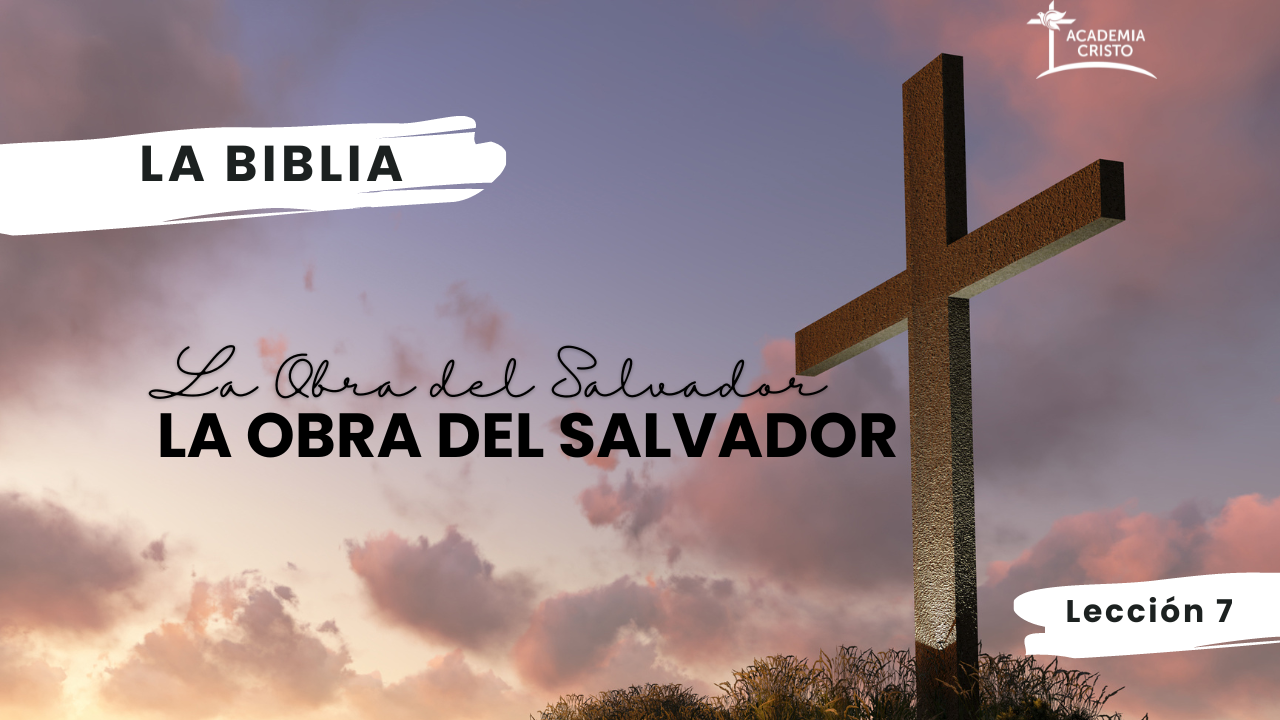 ACADEMIA
CRISTO
LA BIBLIA
La Obra del Salvador
LA OBRA DEL SALVADOR
Lección 7